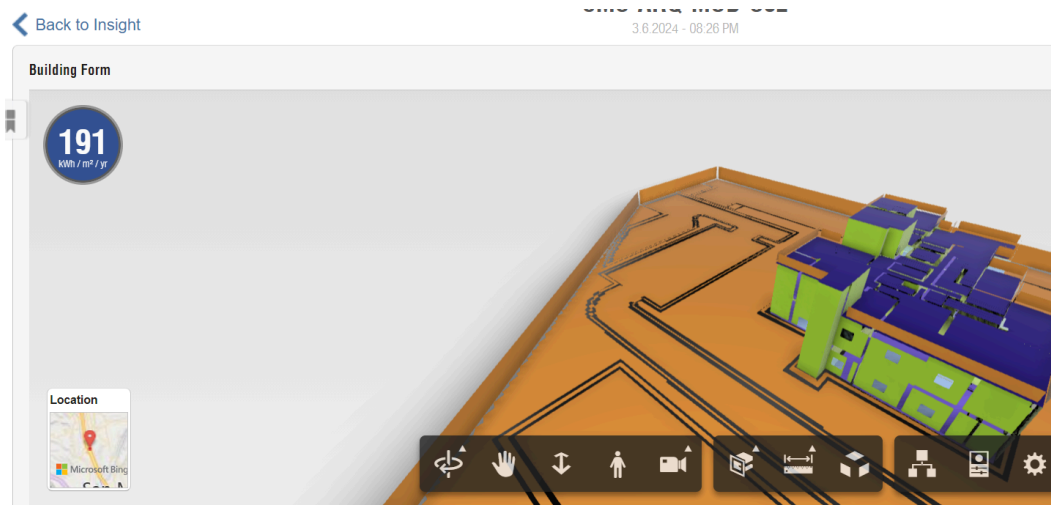 Back to Insight
3.6.2024 - 08:26 PM
Building Form
191
kWh / m² / yr
Location
Microsoft Bing